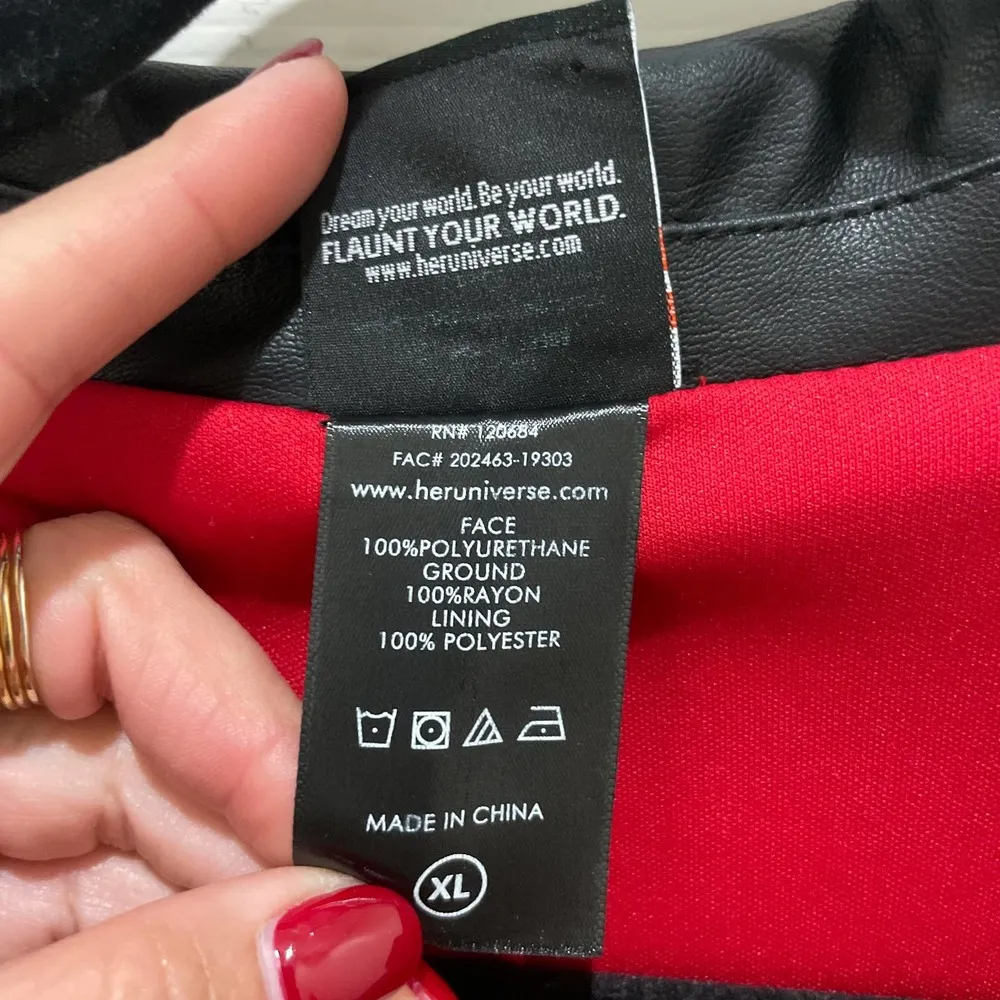 Dream your world. Be your world.
FLAUNT YOUR WORLD.
www.heruniverse.com
RN# 120684
FAC# 202463-19303
www.heruniverse.com
FACE
100%POLYURETHANE
GROUND
100%RAYON
LINING
100% POLYESTER
MADE IN CHINA
XL